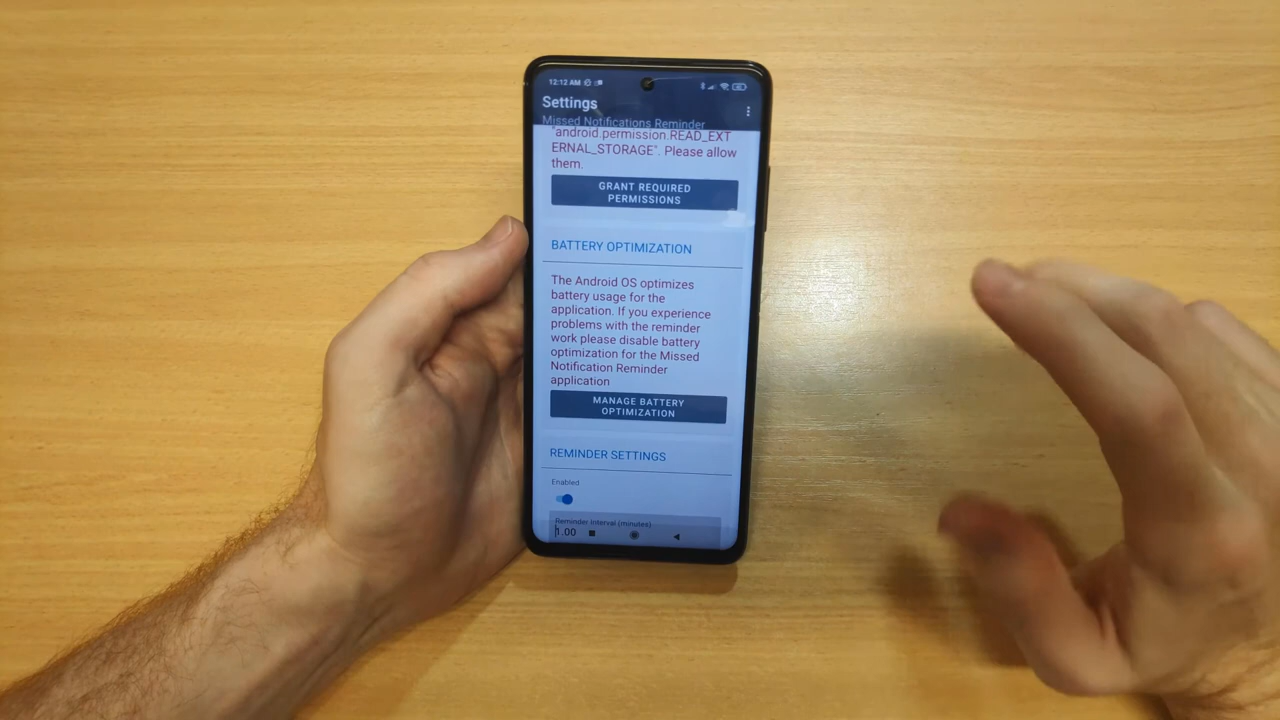 12:12 AM
Settings
Missed Notifications Reminder
"android.permission.READ_EXT
ERNAL_STORAGE". Please allow
them.
GRANT REQUIRED
PERMISSIONS
BATTERY OPTIMIZATION
The Android OS optimizes
battery usage for the
application. If you experience
problems with the reminder
work please disable battery
optimization for the Missed
Notification Reminder
application
MANAGE BATTERY
OPTIMIZATION
REMINDER SETTINGS
Enabled
Reminder interval (minutes)
1.00